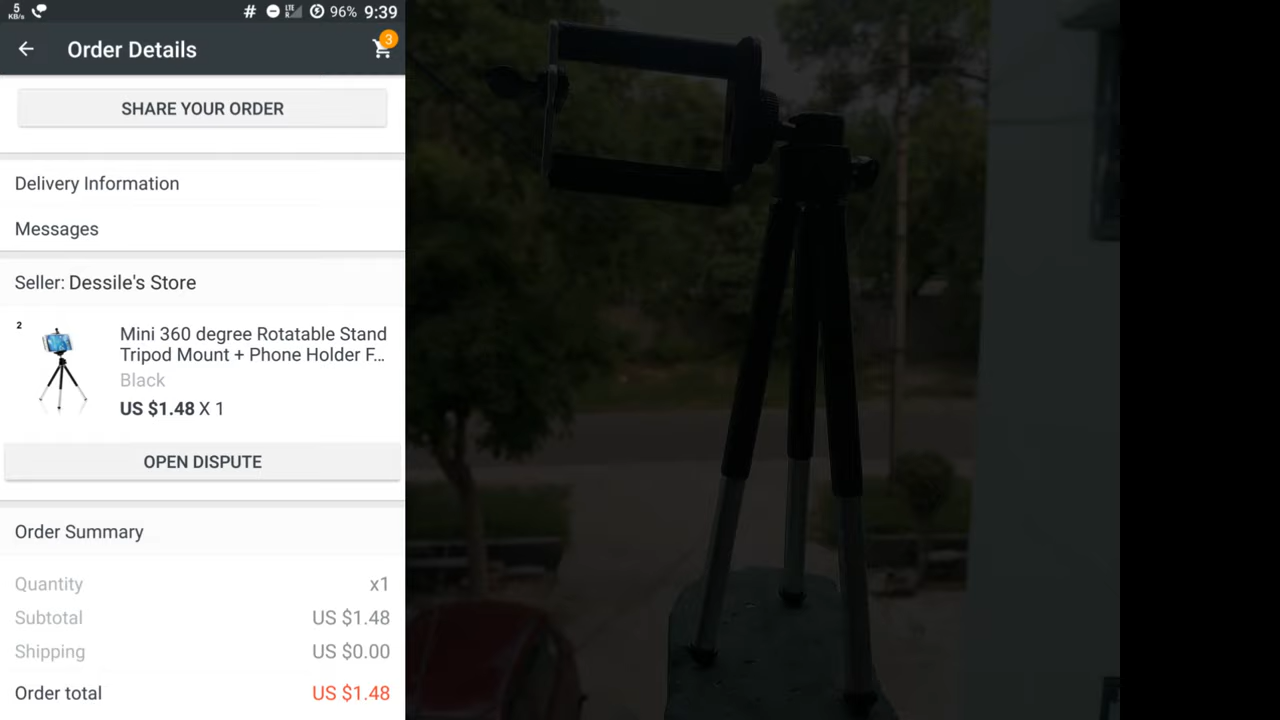 5
KB/s
# LTE
R 96% 9:39
Order Details
3
SHARE YOUR ORDER
Delivery Information
Messages
Seller: Dessile's Store
2
Mini 360 degree Rotatable Stand
Tripod Mount + Phone Holder F...
Black
US $1.48 X 1
OPEN DISPUTE
Order Summary
Quantity x1
Subtotal US $1.48
Shipping US $0.00
Order total US $1.48